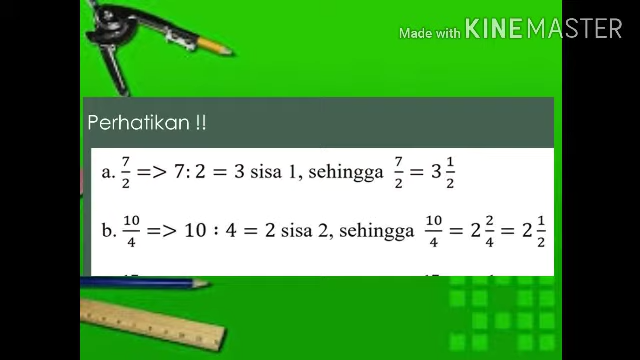 Made with KINEMASTER
Perhatikan !!
a. 7/2 => 7: 2 = 3 sisa 1, sehingga 7/2 = 3 1/2
b. 10/4 => 10 : 4 = 2 sisa 2, sehingga 10/4 = 2 2/4 = 2 1/2